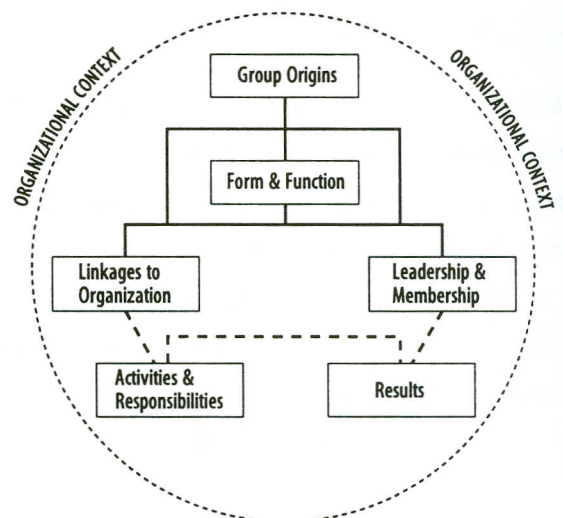 ORGANIZATIONAL CONTEXT
ORGANIZATIONAL CONTEXT
Group Origins
Form & Function
Linkages to
Organization
Leadership &
Membership
Activities &
Responsibilities
Results